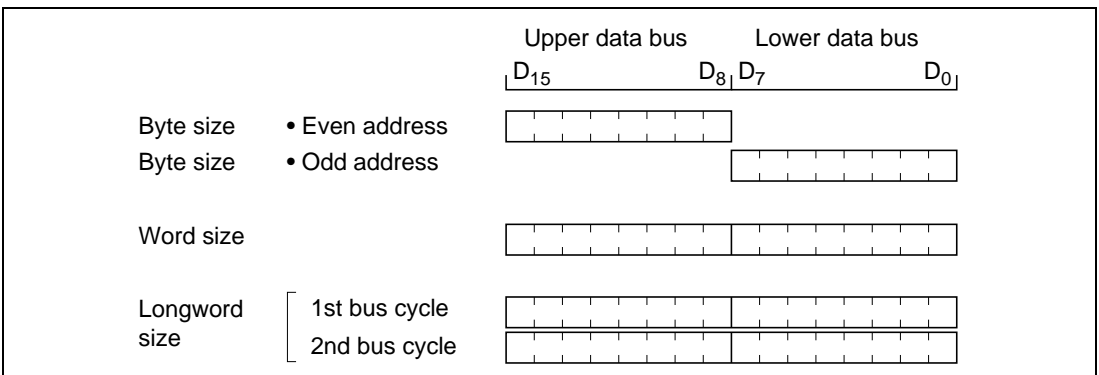 Upper data bus Lower data bus
D15 D8 D7 D0
Byte size • Even address
Byte size • Odd address
Word size
Longword size
1st bus cycle
2nd bus cycle